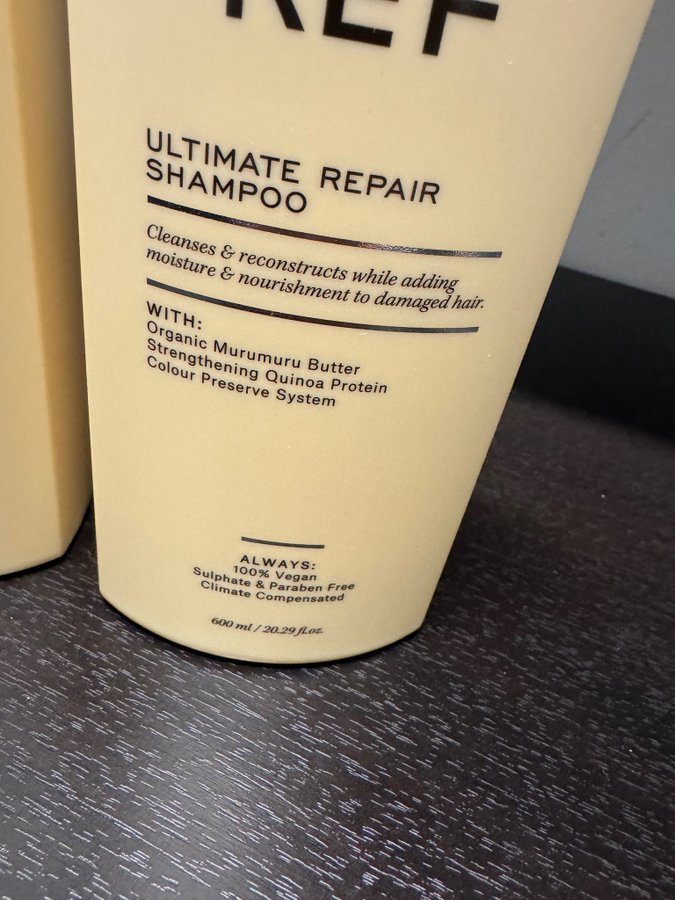 REF
ULTIMATE REPAIR
SHAMPOO
Cleanses & reconstructs while adding
moisture & nourishment to damaged hair.
WITH:
Organic Murumuru Butter
Strengthening Quinoa Protein
Colour Preserve System
ALWAYS:
100% Vegan
Sulphate & Paraben Free
Climate Compensated
600 ml / 20.29 fl.oz.